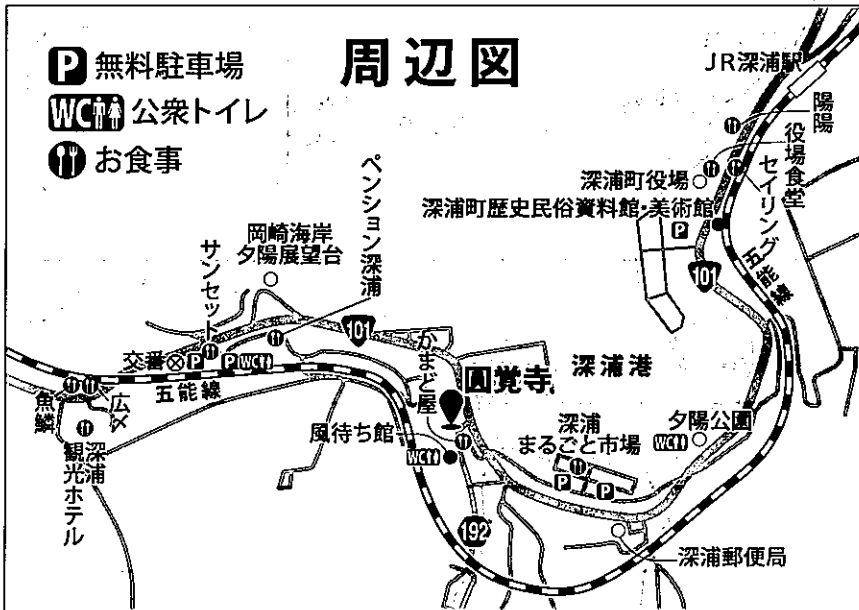 周辺図
P 無料駐車場
WC 公衆トイレ
お食事
JR深浦駅
陽陽
役場食堂
セイリング
深浦町役場
深浦町歴史民俗資料館・美術館
P
101
五能線
ペンション深浦
岡崎海岸
夕陽展望台
サンセット
101
かまど屋
交番
P
P
WC
五能線
圓覚寺
深浦港
魚鱗
広〆
深浦
観光ホテル
風待ち館
WC
深浦
まるごと市場
P
P
夕陽公園
WC
192
深浦郵便局